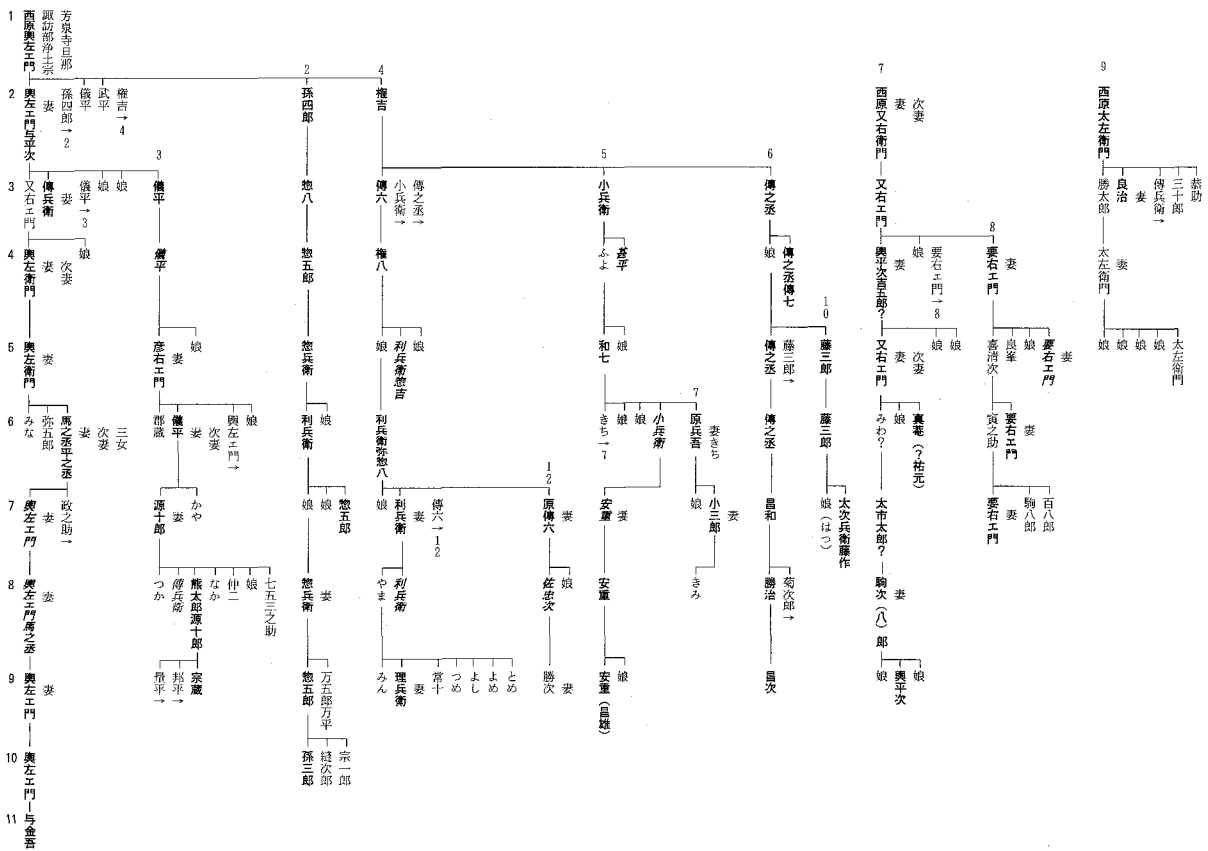 1
西原輿左エ門
諏訪部浄土宗
芳泉寺旦那
2
4
7
9
2
輿左エ門与平次
妻
孫四郎→2
儀平
武平
権吉→4
孫四郎
権吉
西原又右衛門
妻
次妻
西原太左衛門
3
5
6
3
又右エ門
傳兵衛
妻
儀平→3
娘
娘
儀平
惣八
傳六
小兵衛→
傳之丞→
小兵衛
傳之丞
又右エ門
勝太郎
良治
妻
傳兵衛→
三十郎
恭助
8
4
輿左衛門
妻
次妻
娘
儀平
惣五郎
権八
ふよ
甚平
娘
傳之丞傳七
輿平次吉五郎?
妻
娘
要右エ門→8
要右エ門
妻
太左衛門
妻
10
5
輿左衛門
妻
彦右エ門
妻
娘
惣兵衛
娘
利兵衛惣吉
娘
和七
娘
傳之丞
藤三郎→
藤三郎
又右エ門
妻
次妻
娘
娘
喜清次
良峯
娘
要右エ門
妻
娘
娘
娘
娘
太左衛門
7
6
みな
弥五郎
馬之丞平之丞
妻
次妻
三女
郡蔵
儀平
妻
次妻
輿左エ門→
娘
利兵衛
娘
利兵衛弥惣八
きち→7
娘
娘
小兵衛
原兵吾
妻きち
傳之丞
藤三郎
みわ?
娘
真菴(?祐元)
寅之助
要右エ門
妻
12
7
輿左エ門
妻
政之助→
源十郎
妻
かや
娘
娘
惣五郎
娘
利兵衛
妻
傳六→12
原傳六
妻
安重
妻
娘
小三郎
妻
昌和
娘(はつ)
太次兵衛藤作
太市太郎?
要右エ門
妻
駒八郎
百八郎
8
輿左エ門馬之丞
妻
つか
傳兵衛
熊太郎源十郎
なか
仲二
娘
七五三之助
惣兵衛
妻
やま
利兵衛
佐忠次
娘
安重
きみ
勝治
菊次郎→
駒次(八)郎
妻
9
輿左エ門
妻
量平→
邦平→
宗蔵
惣五郎
万五郎万平
みん
理兵衛
妻
常十
つめ
よし
よめ
とめ
勝次
妻
安重(昌雄)
娘
昌次
娘
輿平次
娘
10
輿左エ門
孫三郎
縫次郎
宗一郎
11
与金吾